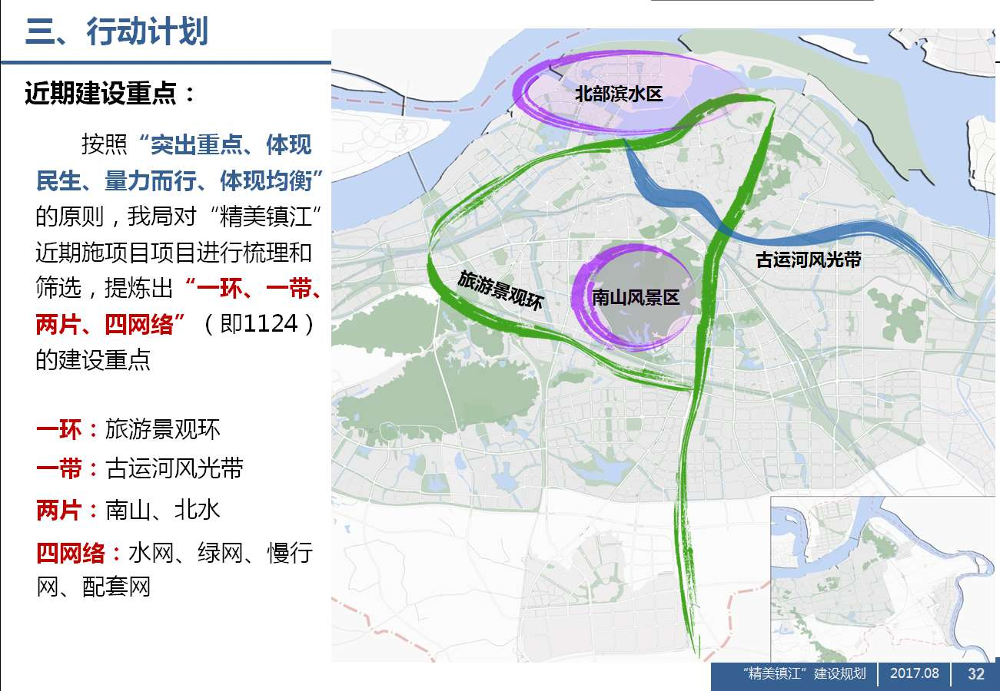 三、行动计划
近期建设重点：
按照“突出重点、体现
民生、量力而行、体现均衡”
的原则，我局对“精美镇江”
近期施项目项目进行梳理和
筛选，提炼出“一环、一带、
两片、四网络”（即1124）
的建设重点
一环：旅游景观环
一带：古运河风光带
两片：南山、北水
四网络：水网、绿网、慢行
网、配套网
北部滨水区
古运河风光带
旅游景观环
南山风景区
“精美镇江”建设规划
2017.08
32